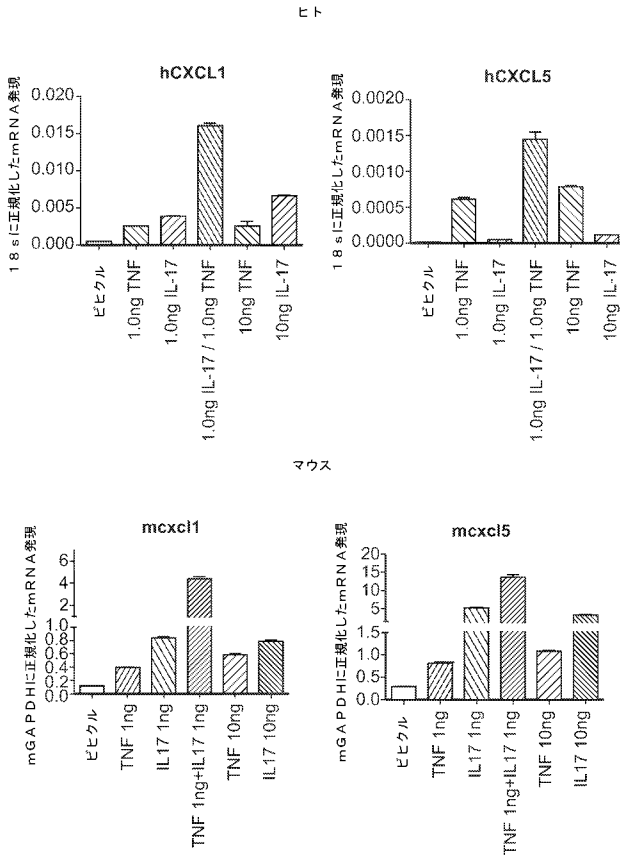 ヒト
hCXCL1
18sに正規化したmRNA発現
0.020
0.015
0.010
0.005
0.000
ビヒクル
1.0ng TNF
1.0ng IL-17
1.0ng IL-17 / 1.0ng TNF
10ng TNF
10ng IL-17
hCXCL5
18sに正規化したmRNA発現
0.0020
0.0015
0.0010
0.0005
0.0000
ビヒクル
1.0ng TNF
1.0ng IL-17
1.0ng IL-17 / 1.0ng TNF
10ng TNF
10ng IL-17
マウス
mcxcl1
mGAPDHに正規化したmRNA発現
6
4
2
1.0
0.8
0.6
0.4
0.2
0.0
ビヒクル
TNF 1ng
IL17 1ng
TNF 1ng+IL17 1ng
TNF 10ng
IL17 10ng
mcxcl5
mGAPDHに正規化したmRNA発現
20
15
10
5
1.5
1.0
0.5
0.0
ビヒクル
TNF 1ng
IL17 1ng
TNF 1ng+IL17 1ng
TNF 10ng
IL17 10ng